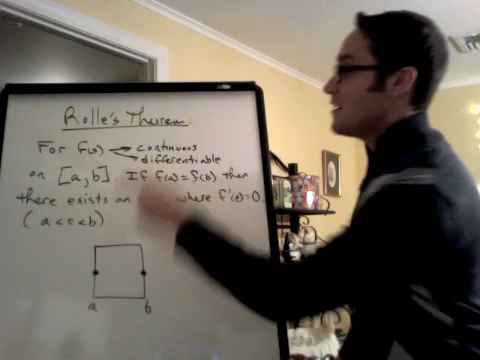 Rolle's Theorem
For f(x) continuous
differentiable
on [a,b] If f(a) = f(b) then
there exists an where f'(c)=0.
(a<c<b)
a b